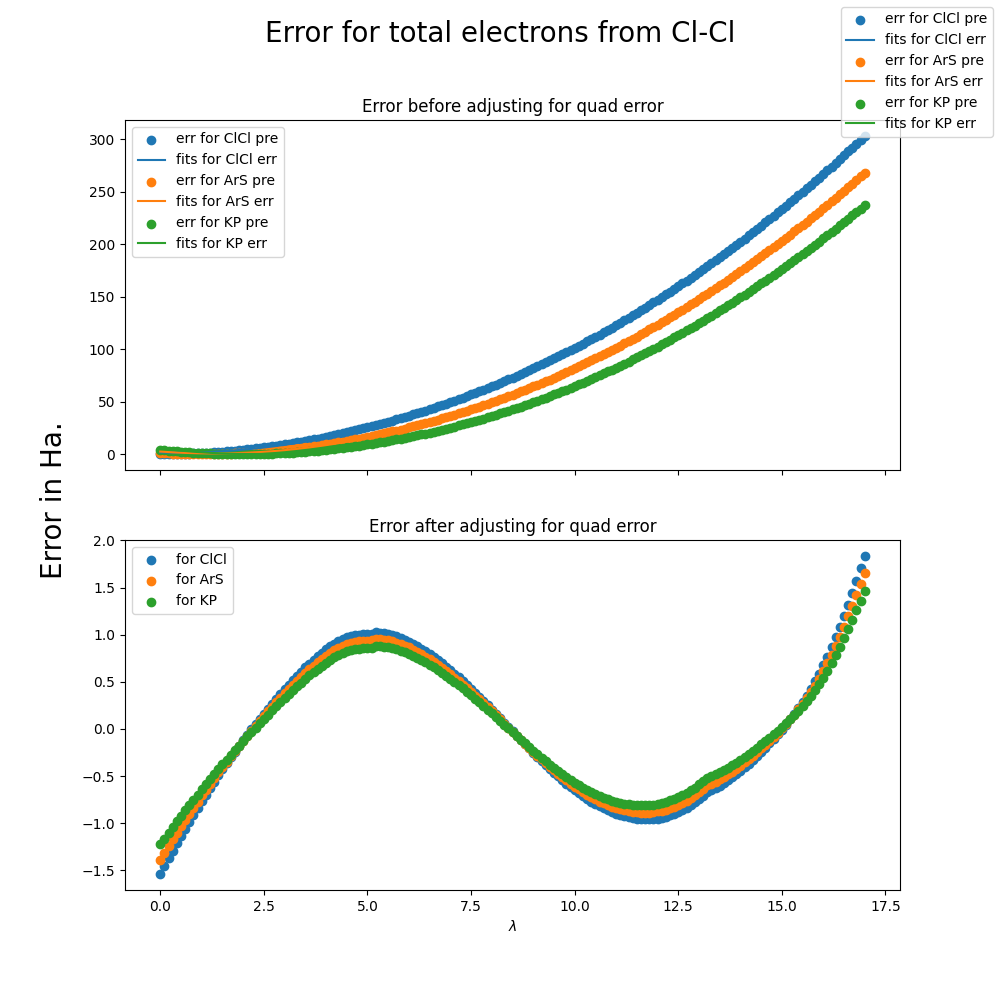 Error for total electrons from Cl-Cl
err for ClCl pre
fits for ClCl err
err for ArS pre
fits for ArS err
err for KP pre
fits for KP err
Error before adjusting for quad error
err for ClCl pre
fits for ClCl err
err for ArS pre
fits for ArS err
err for KP pre
fits for KP err
300
250
200
150
100
50
0
Error in Ha.
Error after adjusting for quad error
for ClCl
for ArS
for KP
2.0
1.5
1.0
0.5
0.0
−0.5
−1.0
−1.5
0.0 2.5 5.0 7.5 10.0 12.5 15.0 17.5
λ